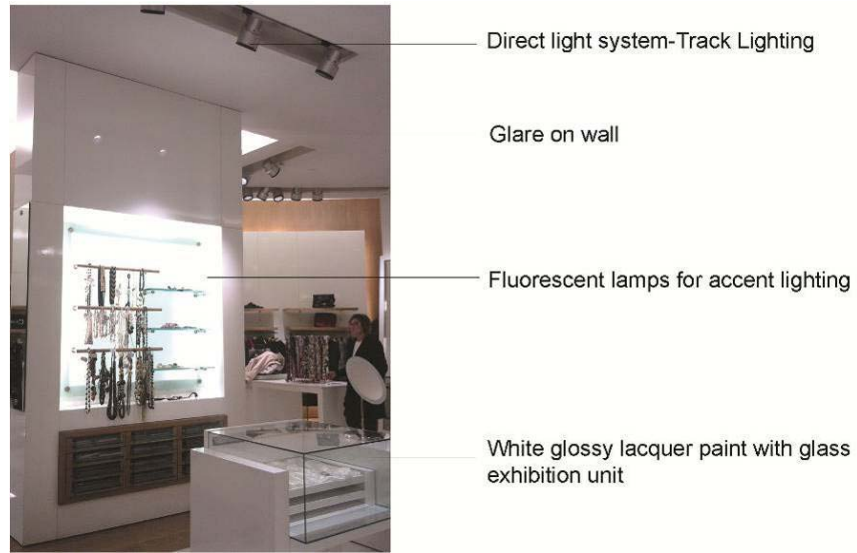 Direct light system-Track Lighting
Glare on wall
Fluorescent lamps for accent lighting
White glossy lacquer paint with glass
exhibition unit